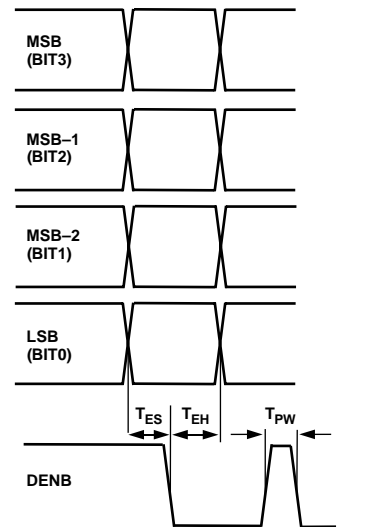 MSB
(BIT3)
MSB–1
(BIT2)
MSB–2
(BIT1)
LSB
(BIT0)
TES TEH TPW
DENB